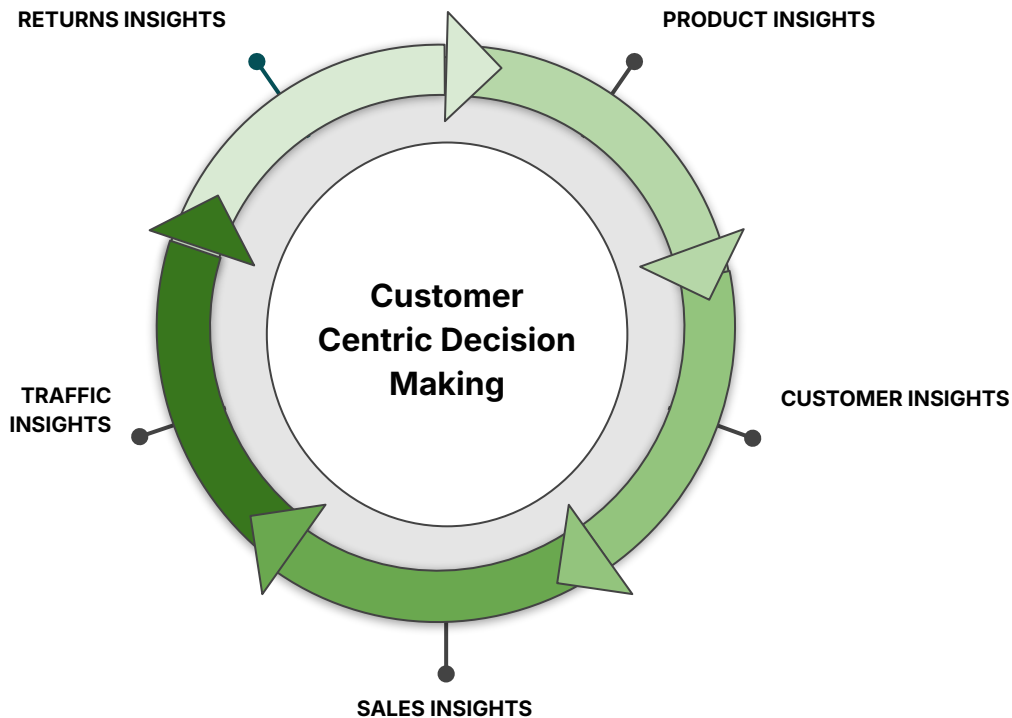 RETURNS INSIGHTS
PRODUCT INSIGHTS
Customer
Centric Decision
Making
TRAFFIC
INSIGHTS
CUSTOMER INSIGHTS
SALES INSIGHTS